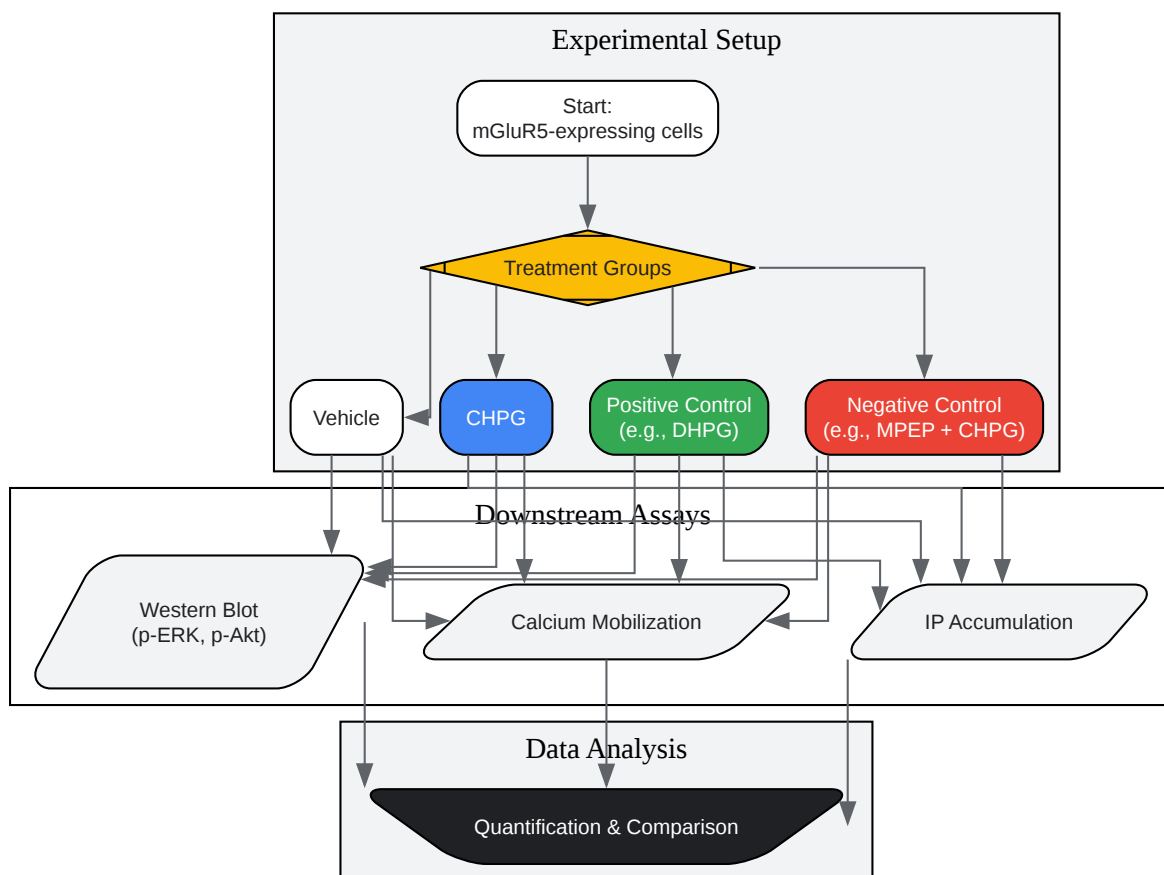 Experimental Setup
Start:
mGluR5-expressing cells
Treatment Groups
Vehicle
CHPG
Positive Control
(e.g., DHPG)
Negative Control
(e.g., MPEP + CHPG)
Downstream Assays
Western Blot
(p-ERK, p-Akt)
Calcium Mobilization
IP Accumulation
Data Analysis
Quantification & Comparison